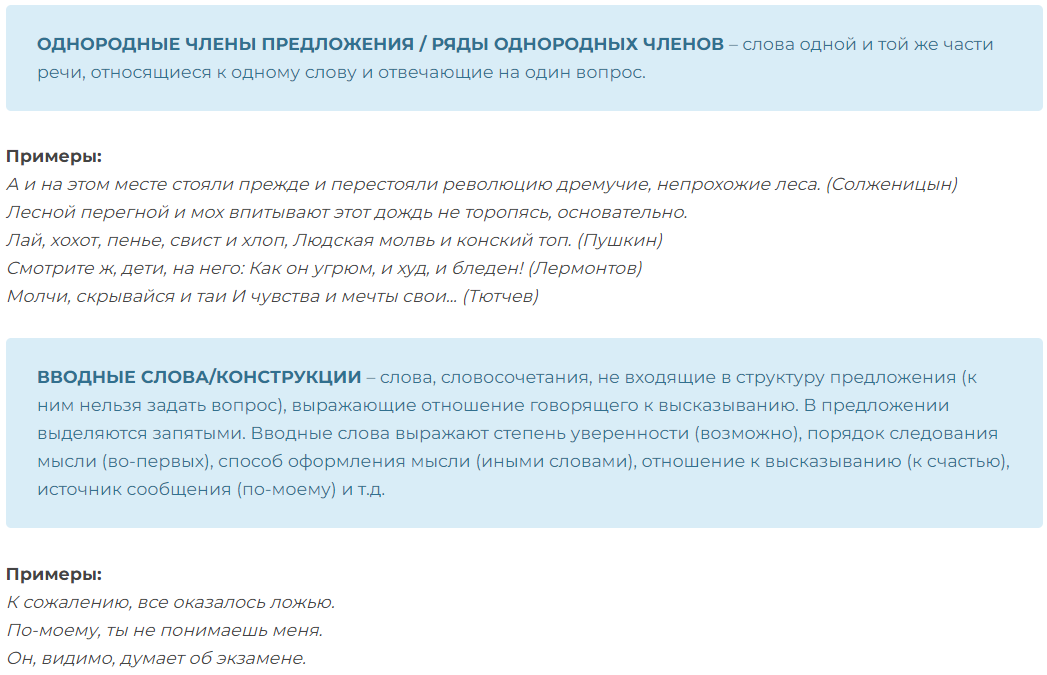 ОДНОРОДНЫЕ ЧЛЕНЫ ПРЕДЛОЖЕНИЯ / РЯДЫ ОДНОРОДНЫХ ЧЛЕНОВ – слова одной и той же части
речи, относящиеся к одному слову и отвечающие на один вопрос.
Примеры:
А и на этом месте стояли прежде и перестояли революцию дремучие, непрохожие леса. (Солженицын)
Лесной перегной и мох впитывают этот дождь не торопясь, основательно.
Лай, хохот, пенье, свист и хлоп, Людская молвь и конский топ. (Пушкин)
Смотрите ж, дети, на него: Как он угрюм, и худ, и бледен! (Лермонтов)
Молчи, скрывайся и таи И чувства и мечты свои... (Тютчев)
ВВОДНЫЕ СЛОВА/КОНСТРУКЦИИ – слова, словосочетания, не входящие в структуру предложения (к
ним нельзя задать вопрос), выражающие отношение говорящего к высказыванию. В предложении
выделяются запятыми. Вводные слова выражают степень уверенности (возможно), порядок следования
мысли (во-первых), способ оформления мысли (иными словами), отношение к высказыванию (к счастью),
источник сообщения (по-моему) и т.д.
Примеры:
К сожалению, все оказалось ложью.
По-моему, ты не понимаешь меня.
Он, видимо, думает об экзамене.